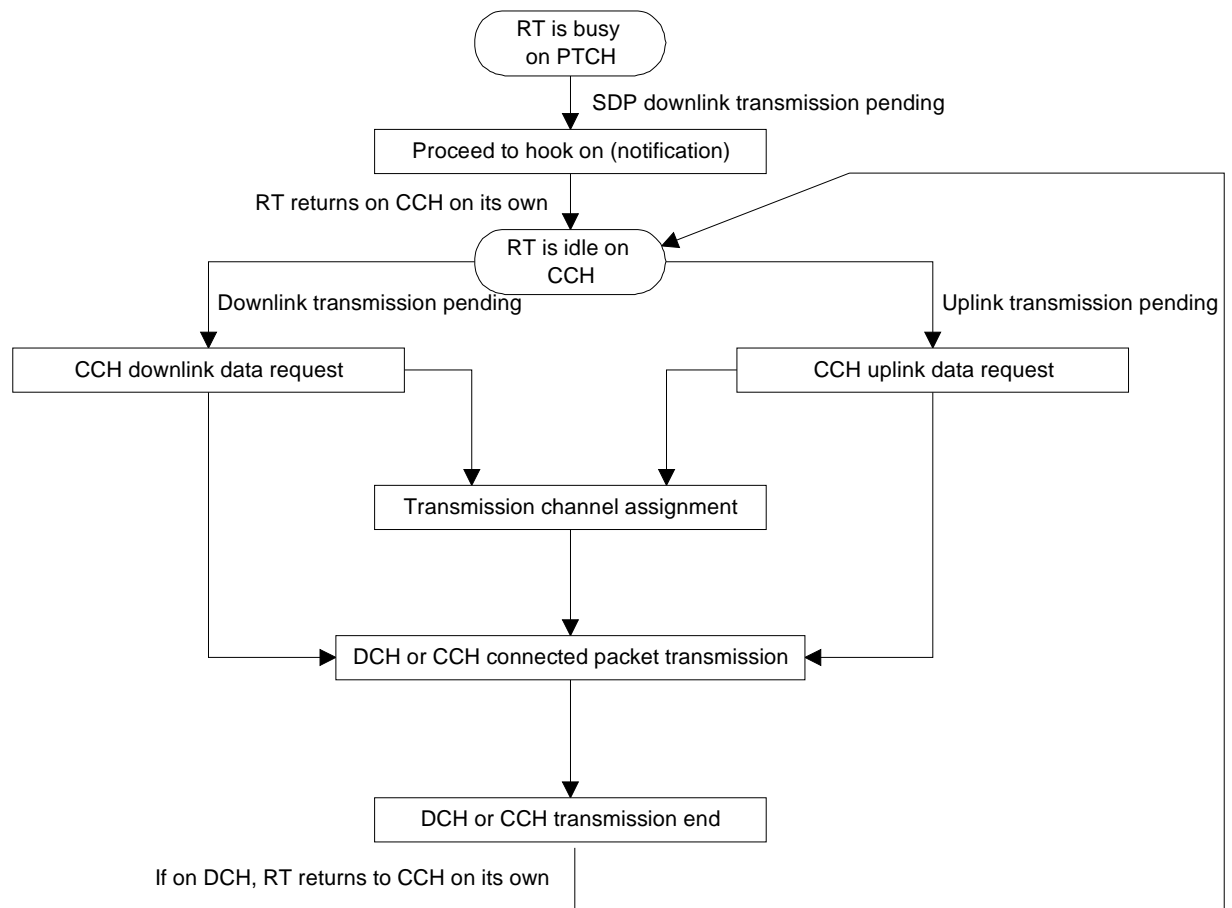 RT is busy
on PTCH
SDP downlink transmission pending
Proceed to hook on (notification)
RT returns on CCH on its own
RT is idle on
CCH
Downlink transmission pending
Uplink transmission pending
CCH downlink data request
CCH uplink data request
Transmission channel assignment
DCH or CCH connected packet transmission
DCH or CCH transmission end
If on DCH, RT returns to CCH on its own